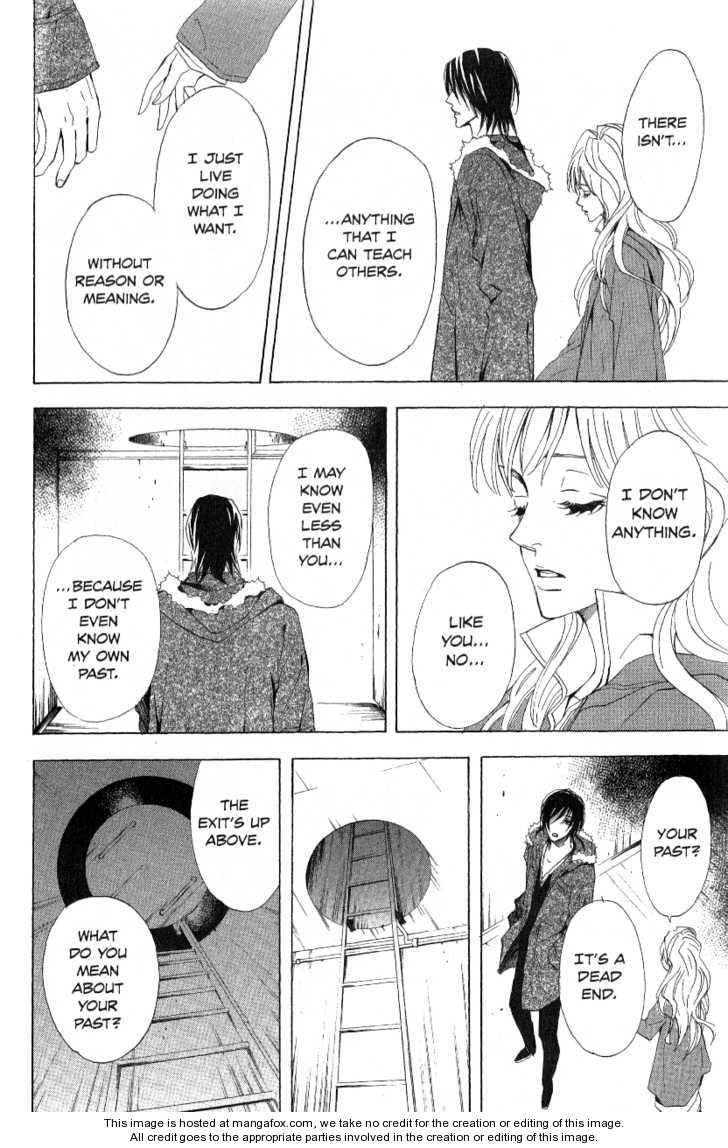 THERE
ISN'T...
...ANYTHING
THAT I
CAN TEACH
OTHERS.
I JUST
LIVE
DOING
WHAT I
WANT.
WITHOUT
REASON OR
MEANING.
I DON'T
KNOW
ANYTHING.
LIKE
YOU...
NO...
I MAY
KNOW
EVEN
LESS
THAN
YOU...
...BECAUSE
I DON'T
EVEN
KNOW
MY OWN
PAST.
YOUR
PAST?
IT'S A
DEAD
END.
THE
EXIT'S UP
ABOVE.
WHAT
DO YOU
MEAN
ABOUT
YOUR
PAST?
This image is hosted at mangafox.com, we take no credit for the creation or editing of this image.
All credit goes to the appropriate parties involved in the creation or editing of this image.